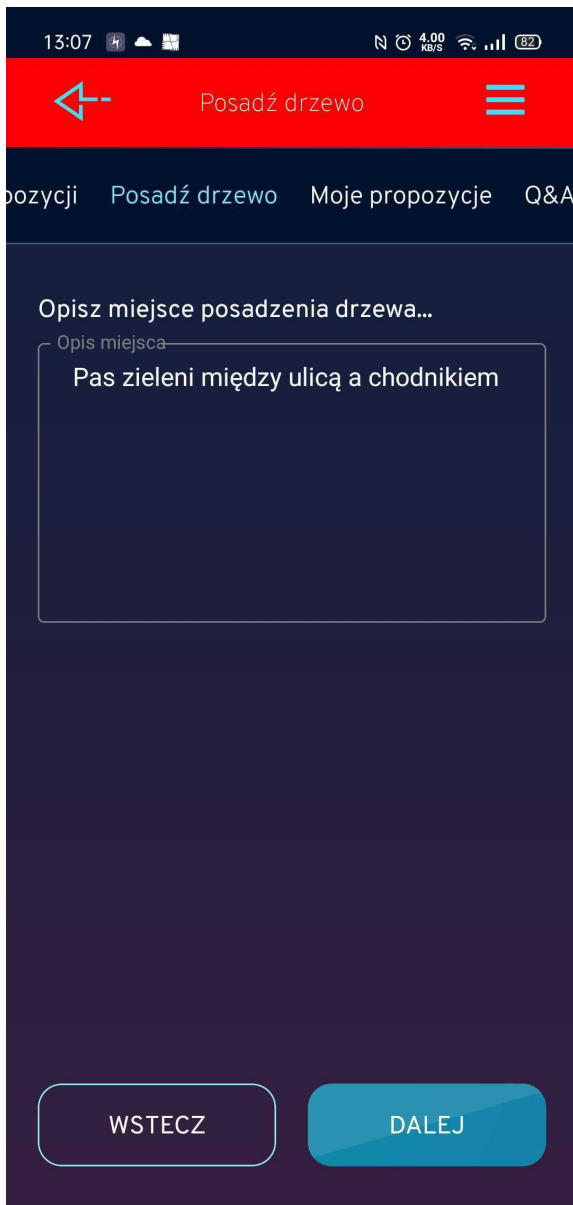 13:07 4.00 KB/S 82
Posadź drzewo
pozycji Posadź drzewo Moje propozycje Q&A
Opisz miejsce posadzenia drzewa...
Opis miejsca
Pas zieleni między ulicą a chodnikiem
WSTECZ DALEJ